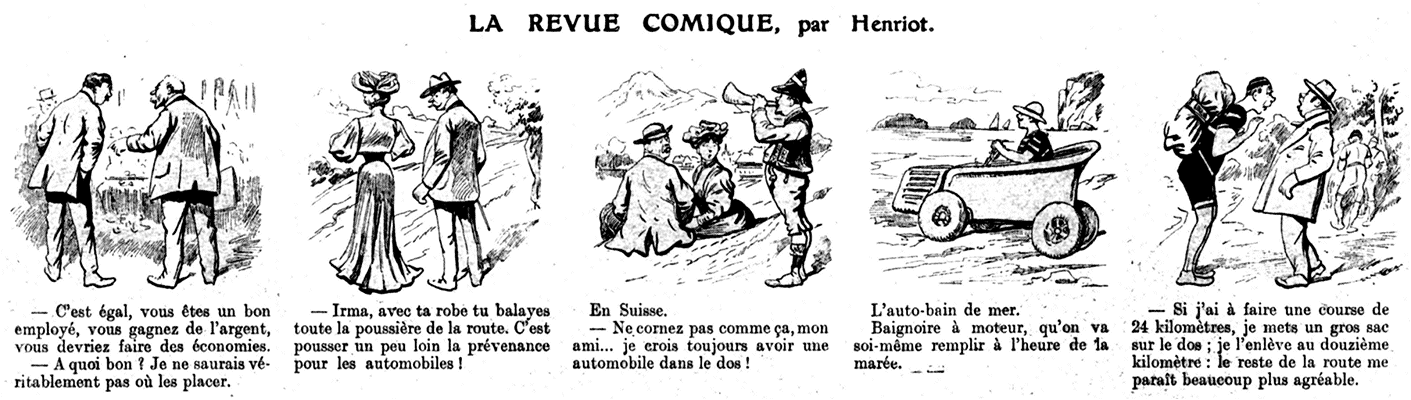 LA REVUE COMIQUE, par Henriot.
— C'est égal, vous êtes un bon
employé, vous gagnez de l'argent,
vous devriez faire des économies.
— A quoi bon ? Je ne saurais vé-
ritablement pas où les placer.
— Irma, avec ta robe tu balayes
toute la poussière de la route. C'est
pousser un peu loin la prévenance
pour les automobiles !
En Suisse.
— Ne cornez pas comme ça, mon
ami... je crois toujours avoir une
automobile dans le dos !
L'auto-bain de mer.
Baignoire à moteur, qu'on va
soi-même remplir à l'heure de la
marée.
— Si j'ai à faire une course de
24 kilomètres, je mets un gros sac
sur le dos ; je l'enlève au douzième
kilomètre : le reste de la route me
paraît beaucoup plus agréable.